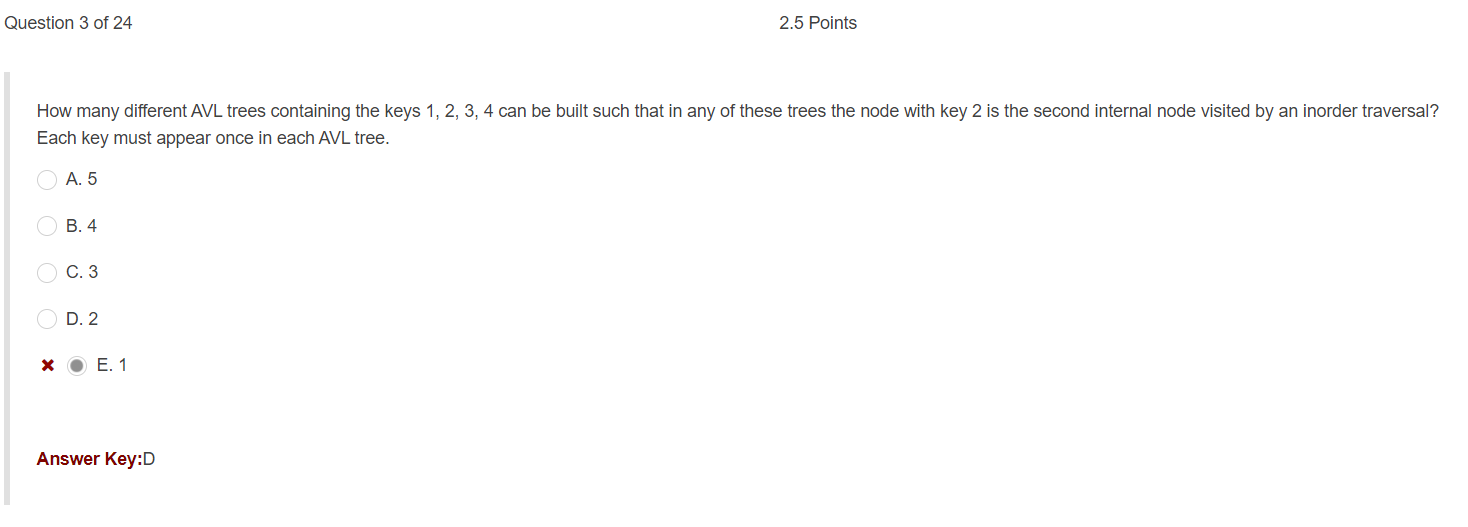 Question 3 of 24
2.5 Points
How many different AVL trees containing the keys 1, 2, 3, 4 can be built such that in any of these trees the node with key 2 is the second internal node visited by an inorder traversal?
Each key must appear once in each AVL tree.
A. 5
B. 4
C. 3
D. 2
E. 1
Answer Key:D